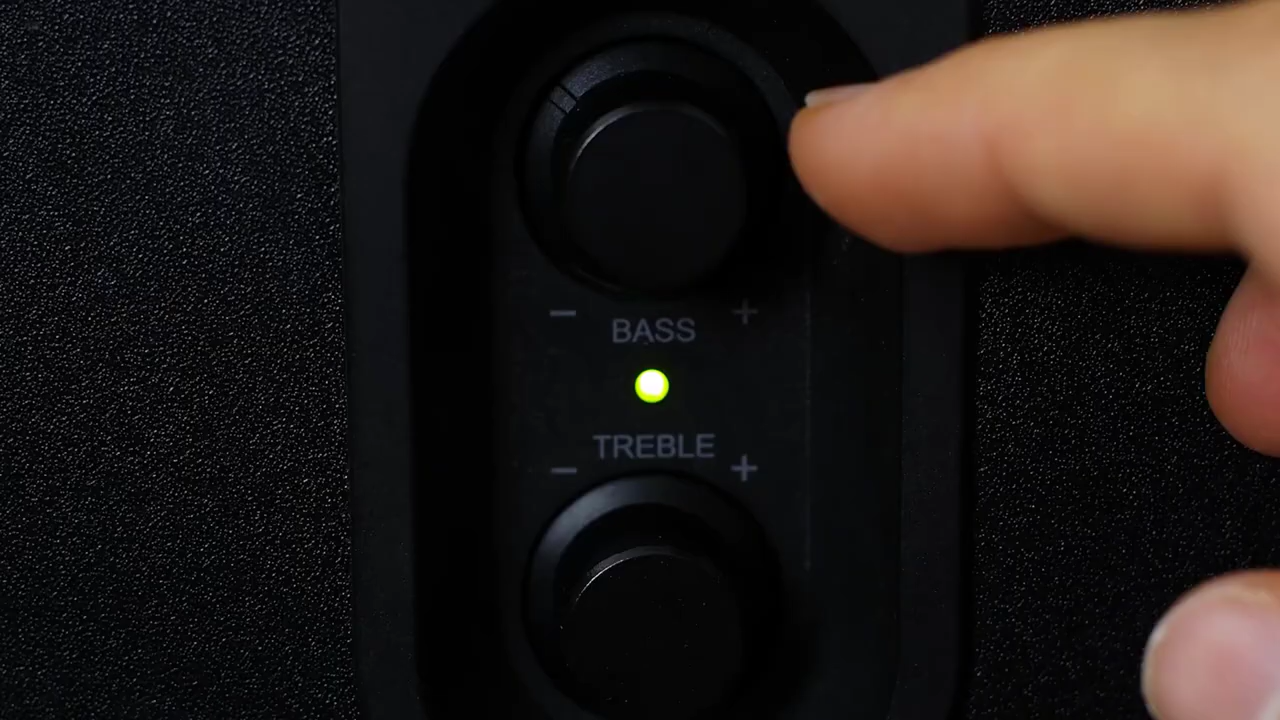 − BASS +
TREBLE
− +